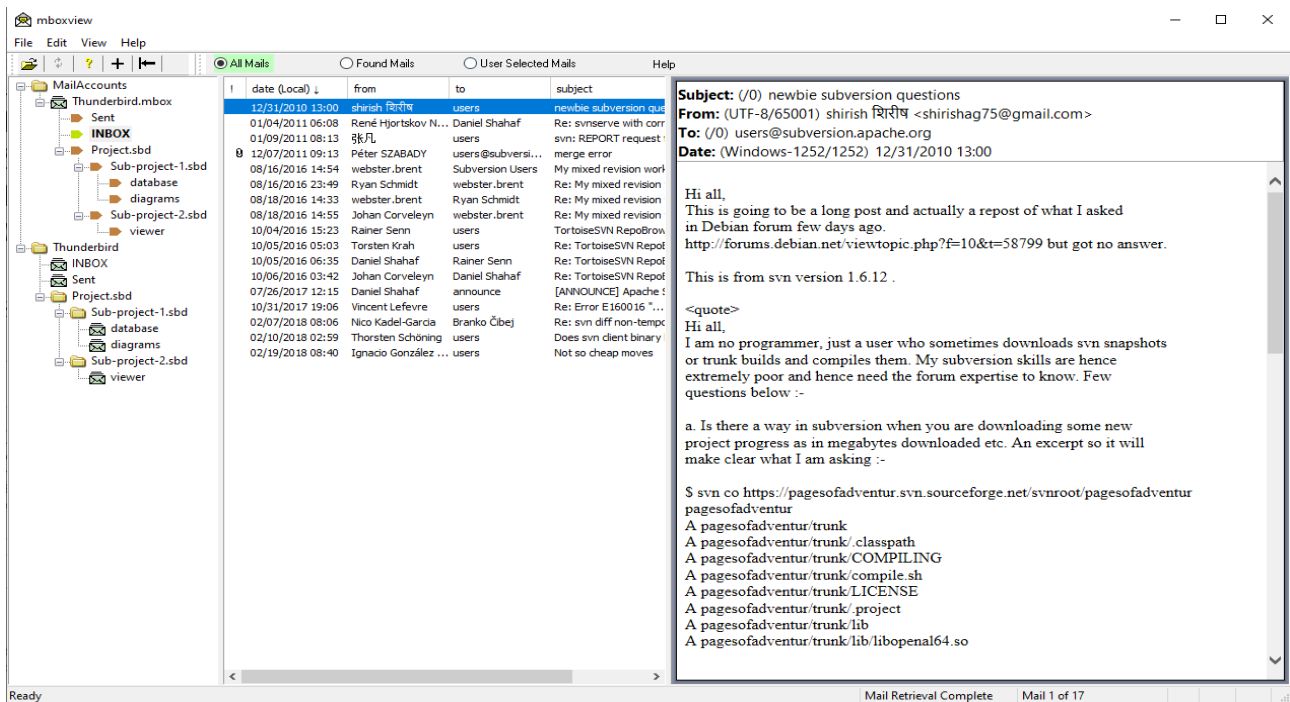 mboxview
File Edit View Help
? All Mails Found Mails User Selected Mails Help
MailAccounts
Thunderbird.mbox
Sent
INBOX
Project.sbd
Sub-project-1.sbd
database
diagrams
Sub-project-2.sbd
viewer
Thunderbird
INBOX
Sent
Project.sbd
Sub-project-1.sbd
database
diagrams
Sub-project-2.sbd
viewer
! date (Local) ↓ from to subject
12/31/2010 13:00 shirish शिरीष users newbie subversion que
01/04/2011 06:08 René Hjortskov N... Daniel Shahaf Re: svnserve with corr
01/09/2011 08:13 张凡 users svn: REPORT request
12/07/2011 09:13 Péter SZABADY users@subversi... merge error
08/16/2016 14:54 webster.brent Subversion Users My mixed revision work
08/16/2016 23:49 Ryan Schmidt webster.brent Re: My mixed revision
08/18/2016 14:33 webster.brent Ryan Schmidt Re: My mixed revision
08/18/2016 14:55 Johan Corveleyn webster.brent Re: My mixed revision
10/04/2016 15:23 Rainer Senn users TortoiseSVN RepoBrow
10/05/2016 05:03 Torsten Krah users Re: TortoiseSVN RepoB
10/05/2016 06:35 Daniel Shahaf Rainer Senn Re: TortoiseSVN RepoB
10/06/2016 03:42 Johan Corveleyn Daniel Shahaf Re: TortoiseSVN RepoB
07/26/2017 12:15 Daniel Shahaf announce [ANNOUNCE] Apache S
10/31/2017 19:06 Vincent Lefevre users Re: Error E160016 "...
02/07/2018 08:06 Nico Kadel-Garcia Branko Čibej Re: svn diff non-tempo
02/10/2018 02:59 Thorsten Schöning users Does svn client binary
02/19/2018 08:40 Ignacio González ... users Not so cheap moves
Subject: (/0) newbie subversion questions
From: (UTF-8/65001) shirish शिरीष <shirishag75@gmail.com>
To: (/0) users@subversion.apache.org
Date: (Windows-1252/1252) 12/31/2010 13:00
Hi all,
This is going to be a long post and actually a repost of what I asked
in Debian forum few days ago.
http://forums.debian.net/viewtopic.php?f=10&t=58799 but got no answer.
This is from svn version 1.6.12 .
<quote>
Hi all,
I am no programmer, just a user who sometimes downloads svn snapshots
or trunk builds and compiles them. My subversion skills are hence
extremely poor and hence need the forum expertise to know. Few
questions below :-
a. Is there a way in subversion when you are downloading some new
project progress as in megabytes downloaded etc. An excerpt so it will
make clear what I am asking :-
$ svn co https://pagesofadventur.svn.sourceforge.net/svnroot/pagesofadventur
pagesofadventur
A pagesofadventur/trunk
A pagesofadventur/trunk/.classpath
A pagesofadventur/trunk/COMPILING
A pagesofadventur/trunk/compile.sh
A pagesofadventur/trunk/LICENSE
A pagesofadventur/trunk/.project
A pagesofadventur/trunk/lib
A pagesofadventur/trunk/lib/libopenal64.so
Ready Mail Retrieval Complete Mail 1 of 17